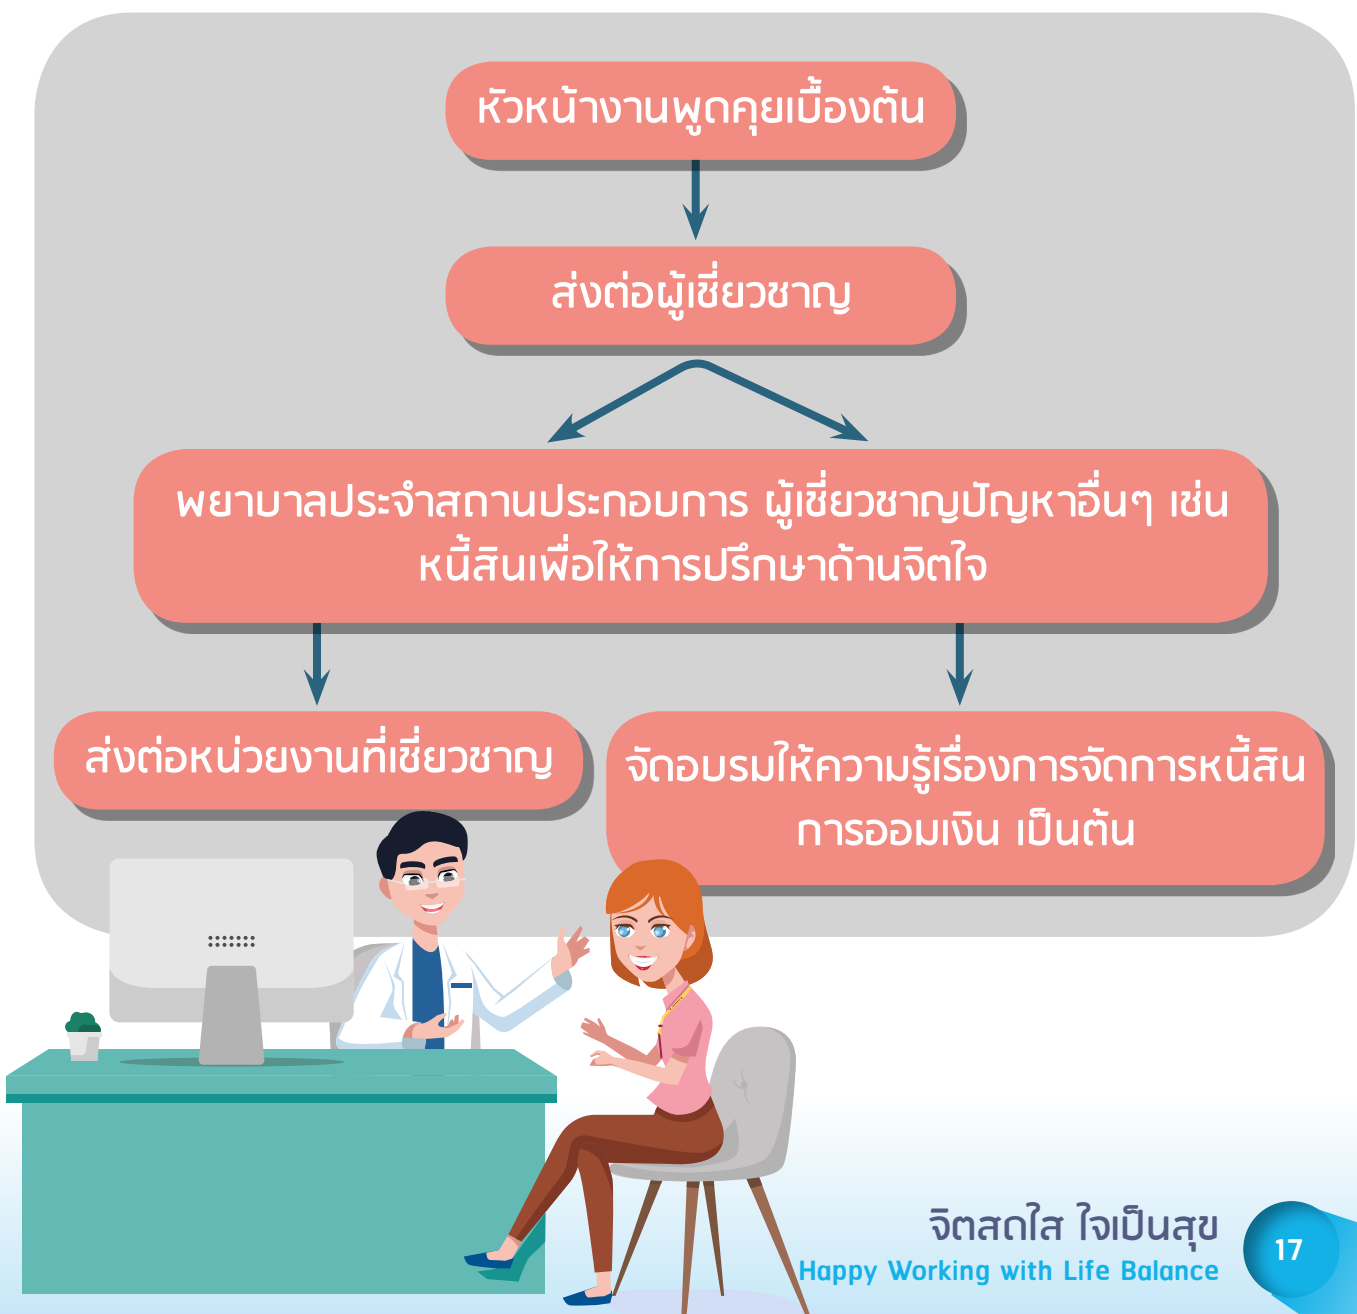 หัวหน้างานพูดคุยเบื้องต้น
ส่งต่อผู้เชี่ยวชาญ
พยาบาลประจำสถานประกอบการ ผู้เชี่ยวชาญปัญหาอื่นๆ เช่น
หนี้สินเพื่อให้การปรึกษาด้านจิตใจ
ส่งต่อหน่วยงานที่เชี่ยวชาญ
จัดอบรมให้ความรู้เรื่องการจัดการหนี้สิน
การออมเงิน เป็นต้น
จิตสดใส ใจเป็นสุข
Happy Working with Life Balance
17